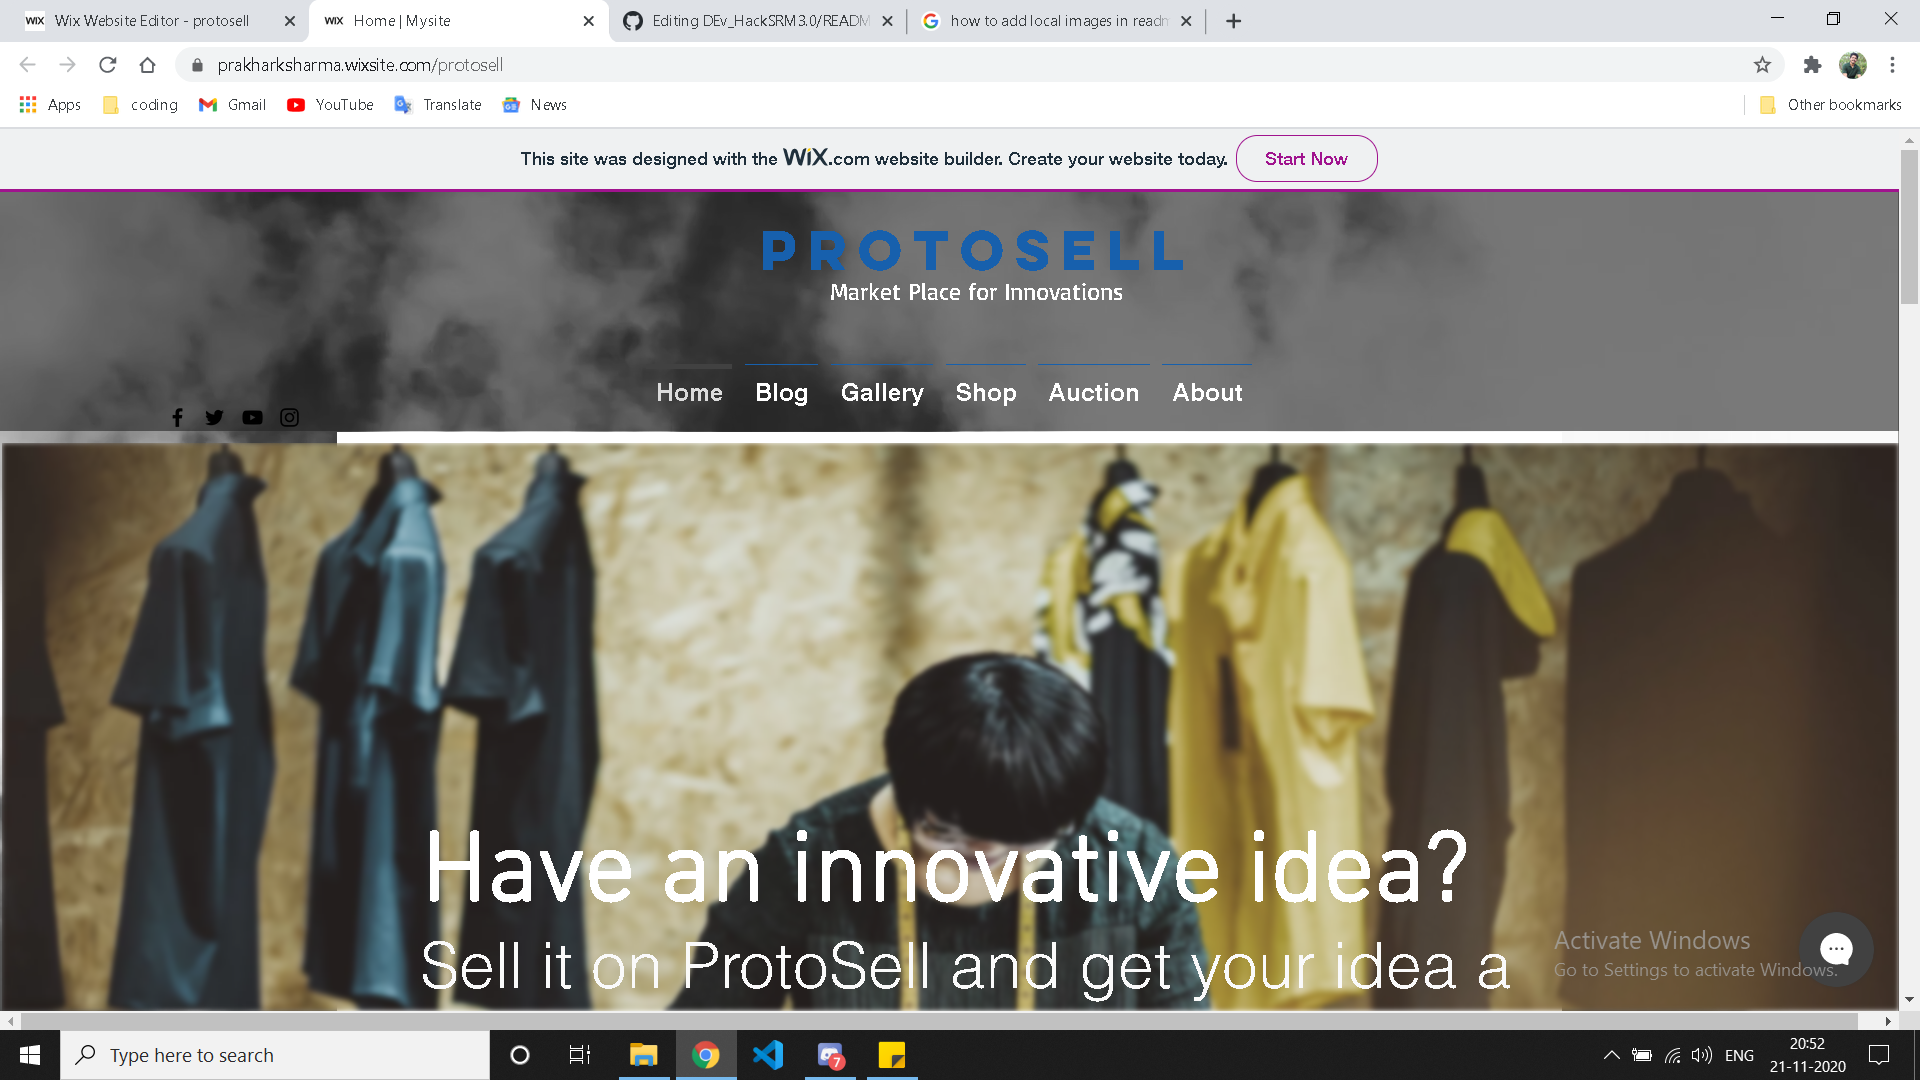 WiX Wix Website Editor - protosell
WiX Home | Mysite
Editing DEv_HackSRM3.0/READM
how to add local images in readm
prakharksharma.wixsite.com/protosell
Apps
coding
Gmail
YouTube
Translate
News
Other bookmarks
This site was designed with the WiX.com website builder. Create your website today.
Start Now
PROTOSELL
Market Place for Innovations
Home
Blog
Gallery
Shop
Auction
About
Have an innovative idea?
Sell it on ProtoSell and get your idea a
Activate Windows
Go to Settings to activate Windows.
Type here to search
7
ENG
20:52
21-11-2020